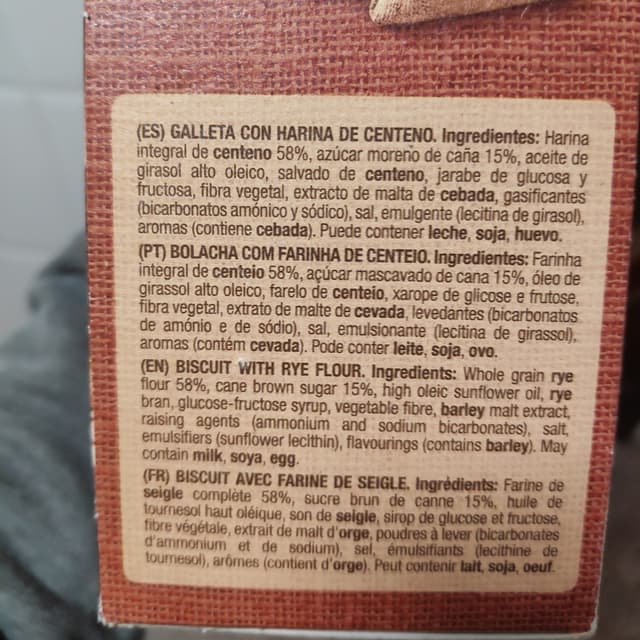 (ES) GALLETA CON HARINA DE CENTENO. Ingredientes: Harina
integral de centeno 58%, azúcar moreno de caña 15%, aceite de
girasol alto oleico, salvado de centeno, jarabe de glucosa y
fructosa, fibra vegetal, extracto de malta de cebada, gasificantes
(bicarbonatos amónico y sódico), sal, emulgente (lecitina de girasol),
aromas (contiene cebada). Puede contener leche, soja, huevo.
(PT) BOLACHA COM FARINHA DE CENTEIO. Ingredientes: Farinha
integral de centeio 58%, açúcar mascavado de cana 15%, óleo de
girassol alto oleico, farelo de centeio, xarope de glicose e frutose,
fibra vegetal, extrato de malte de cevada, levedantes (bicarbonatos
de amónio e de sódio), sal, emulsionante (lecitina de girassol),
aromas (contém cevada). Pode conter leite, soja, ovo.
(EN) BISCUIT WITH RYE FLOUR. Ingredients: Whole grain rye
flour 58%, cane brown sugar 15%, high oleic sunflower oil, rye
bran, glucose-fructose syrup, vegetable fibre, barley malt extract,
raising agents (ammonium and sodium bicarbonates), salt,
emulsifiers (sunflower lecithin), flavourings (contains barley). May
contain milk, soya, egg.
(FR) BISCUIT AVEC FARINE DE SEIGLE. Ingrédients: Farine de
seigle complète 58%, sucre brun de canne 15%, huile de
tournesol haut oléique, son de seigle, sirop de glucose et fructose,
fibre végétale, extrait de malt d'orge, poudres à lever (bicarbonates
d'ammonium et de sodium), sel, émulsifiants (lécithine de
tournesol), arômes (contient d'orge). Peut contenir lait, soja, oeuf.